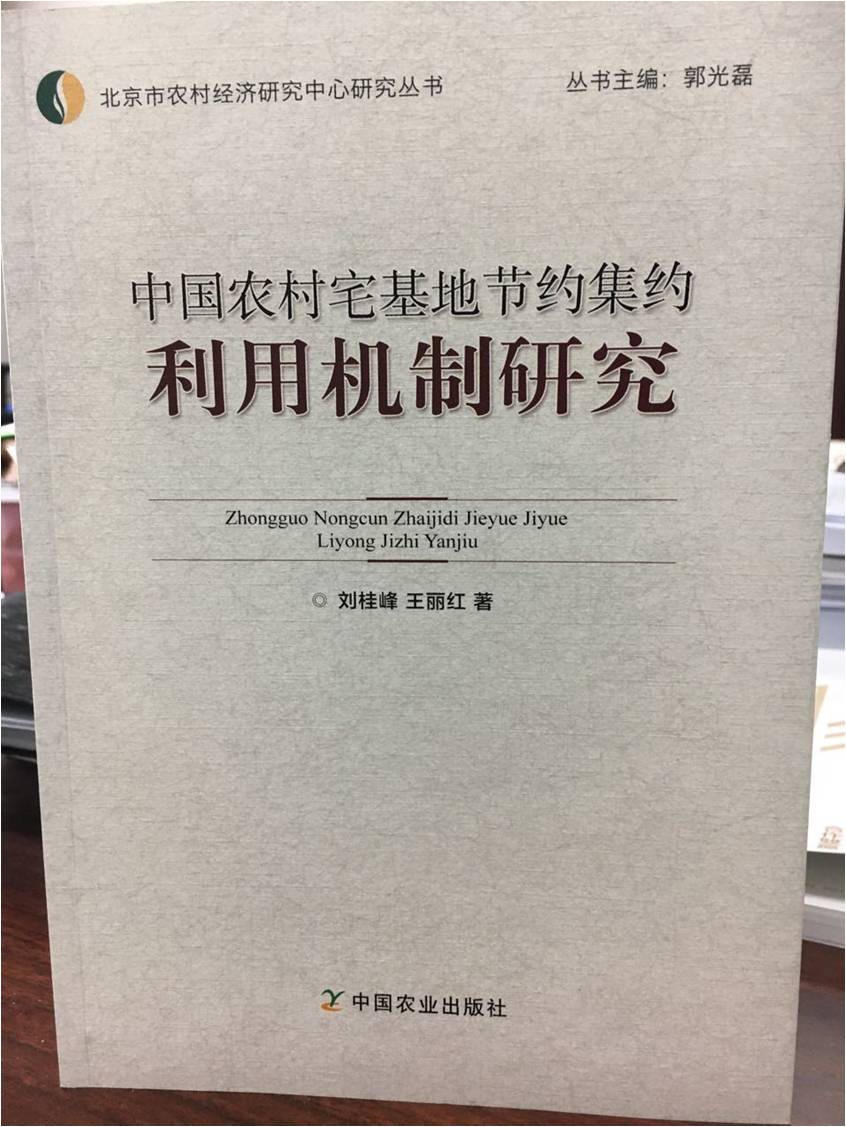 北京市农村经济研究中心研究丛书
丛书主编：郭光磊
中国农村宅基地节约集约
利用机制研究
Zhongguo Nongcun Zhaijidi Jieyue Jiyue
Liyong Jizhi Yanjiu
◎ 刘桂峰 王丽红 著
中国农业出版社